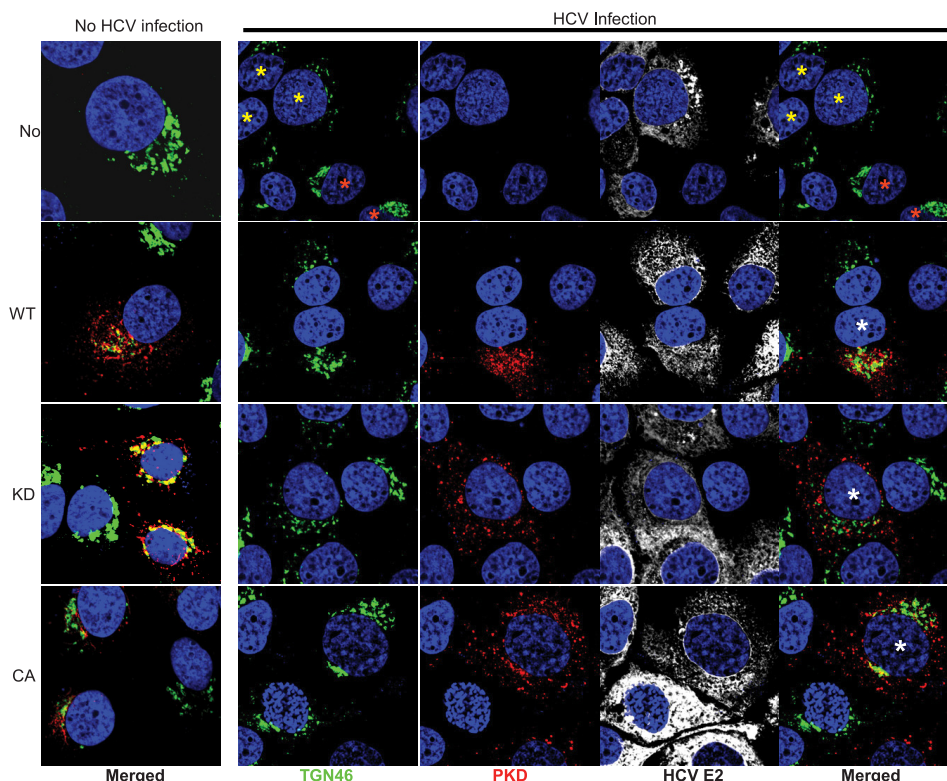 No HCV infection
HCV Infection
No
WT
KD
CA
Merged
TGN46
PKD
HCV E2
Merged